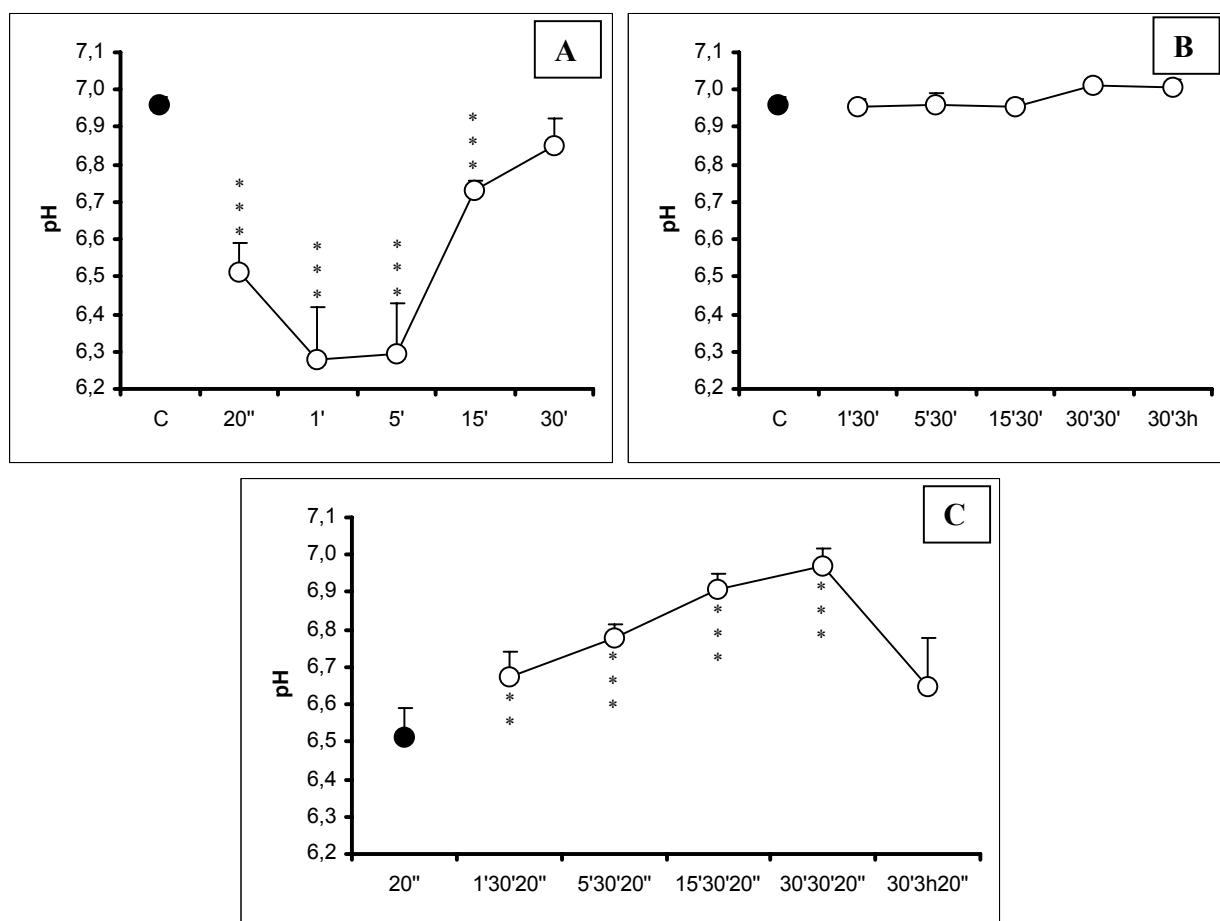 A
7,1
7,0
6,9
6,8
6,7
6,6
6,5
6,4
6,3
6,2
pH
* * *
* * *
* * *
* * *
C 20" 1' 5' 15' 30'
B
7,1
7,0
6,9
6,8
6,7
6,6
6,5
6,4
6,3
6,2
pH
C 1'30' 5'30' 15'30' 30'30' 30'3h
C
7,1
7,0
6,9
6,8
6,7
6,6
6,5
6,4
6,3
6,2
pH
* *
* * *
* * *
* * *
20" 1'30'20" 5'30'20" 15'30'20" 30'30'20" 30'3h20"